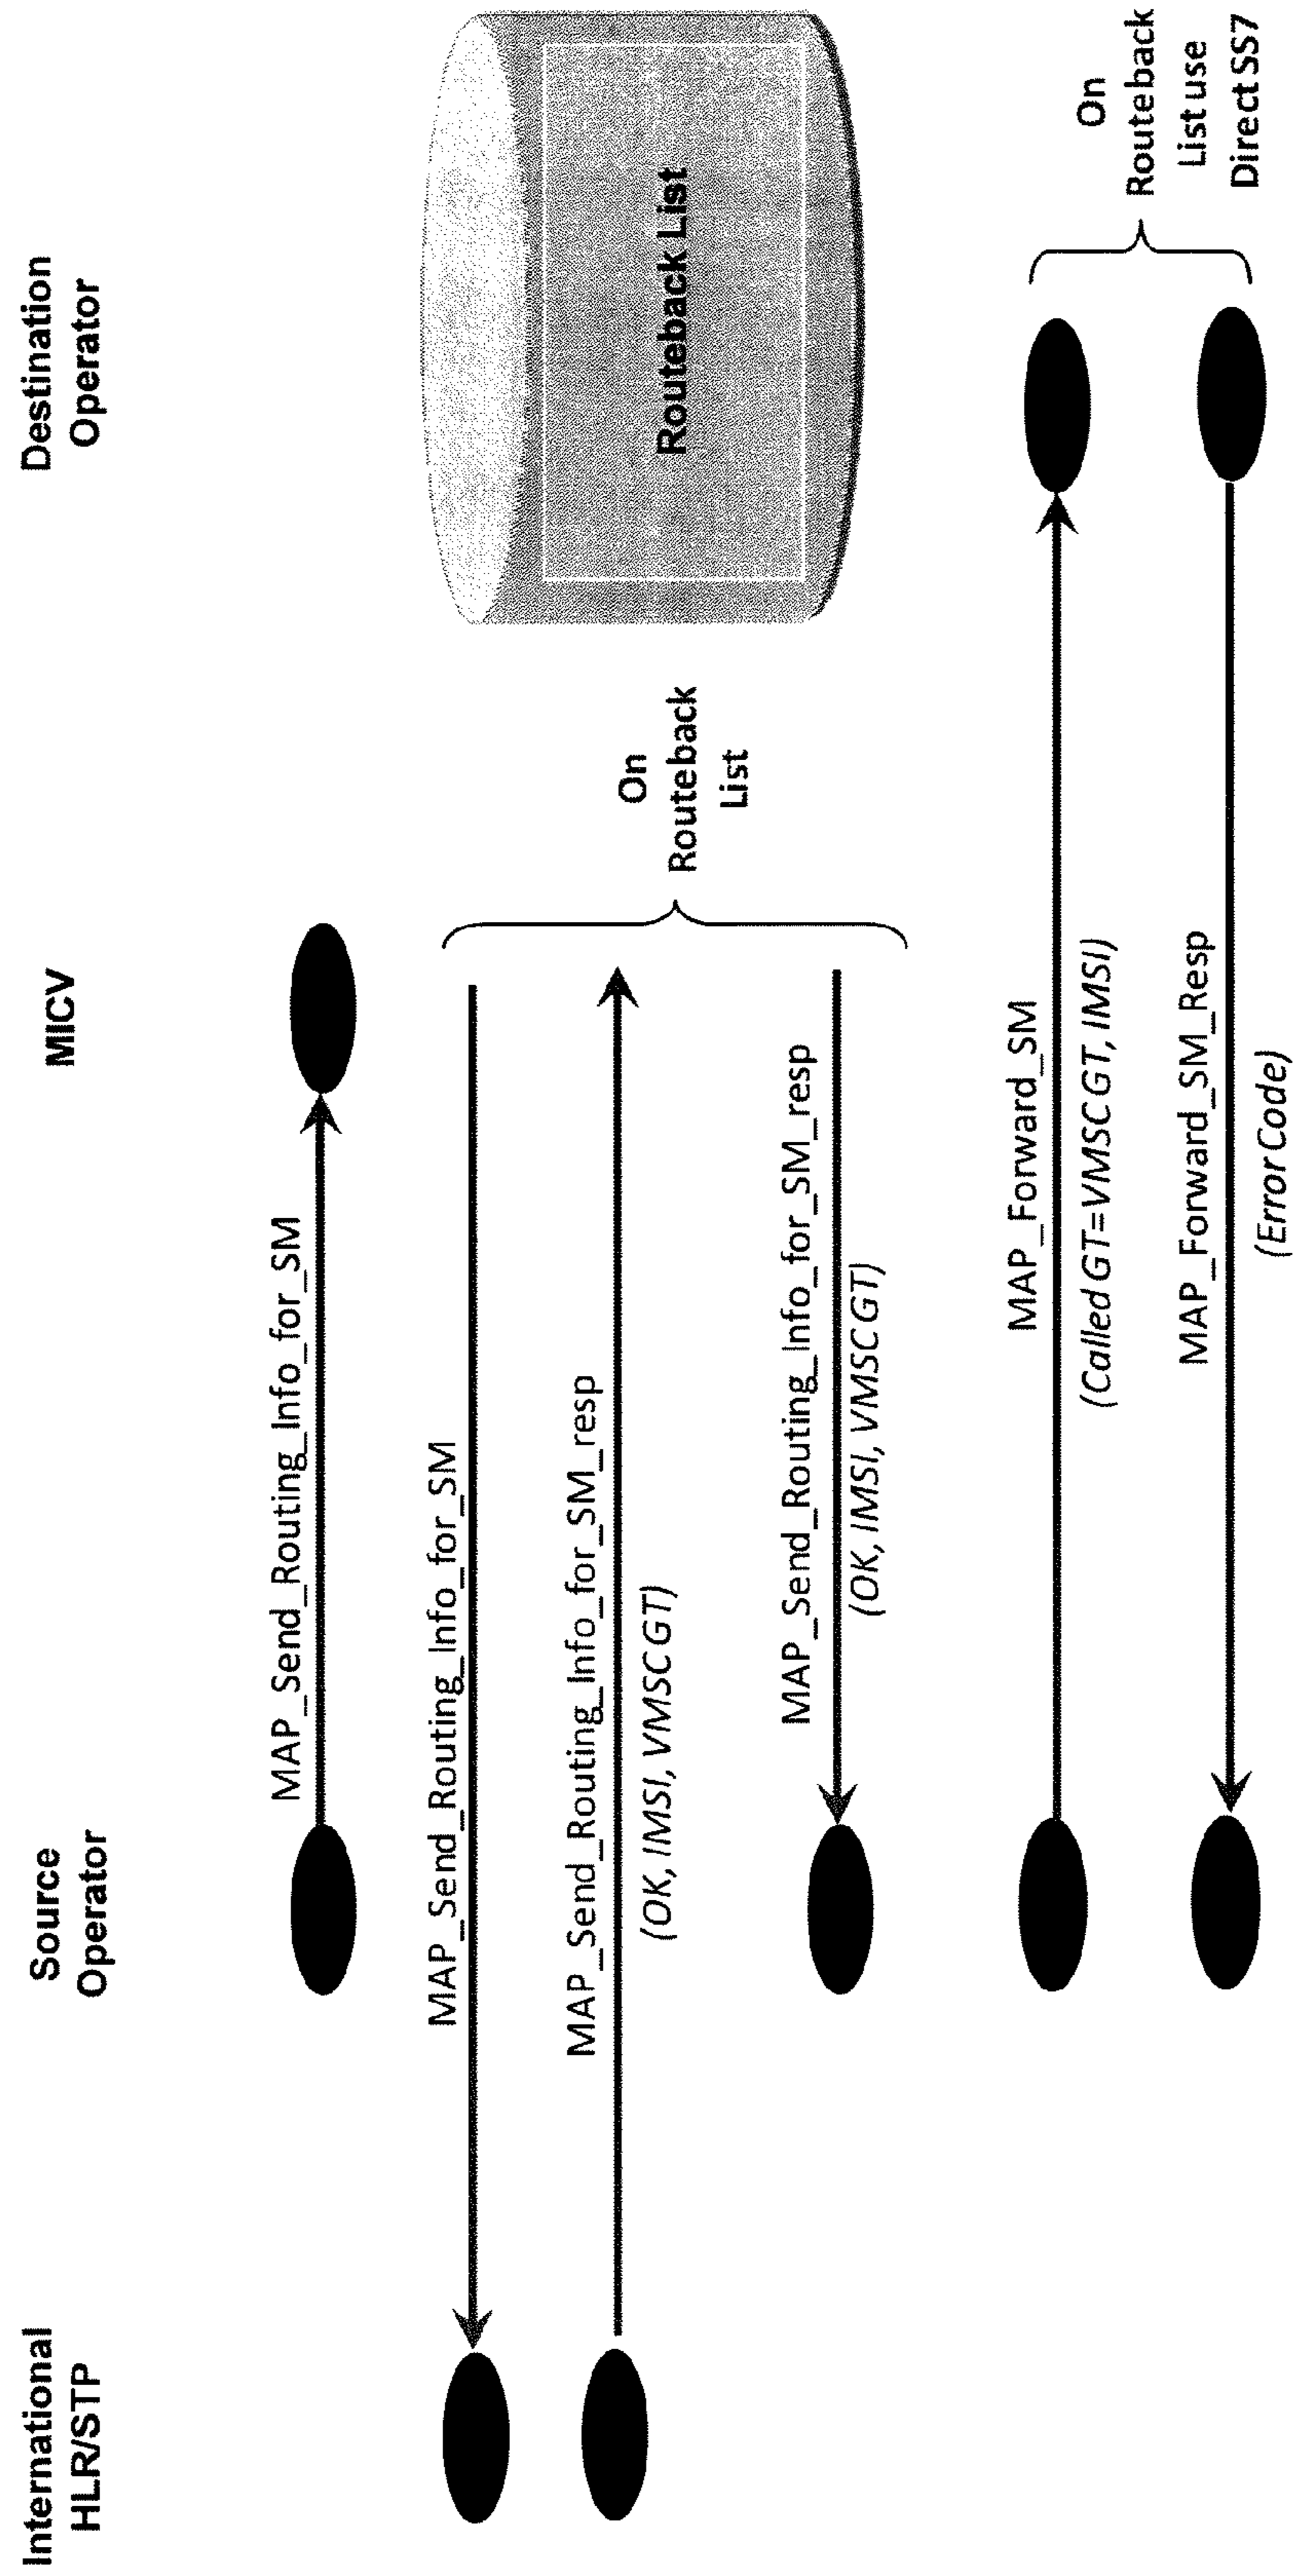 International
HLR/STP
Source
Operator
MICV
Destination
Operator
MAP_Send_Routing_Info_for_SM
MAP_Send_Routing_Info_for_SM
MAP_Send_Routing_Info_for_SM_resp
(OK, IMSI, VMSC GT)
On
Routeback
List
Routeback List
MAP_Send_Routing_Info_for_SM_resp
(OK, IMSI, VMSC GT)
MAP_Forward_SM
(Called GT=VMSC GT, IMSI)
MAP_Forward_SM_Resp
(Error Code)
On
Routeback
List use
Direct SS7